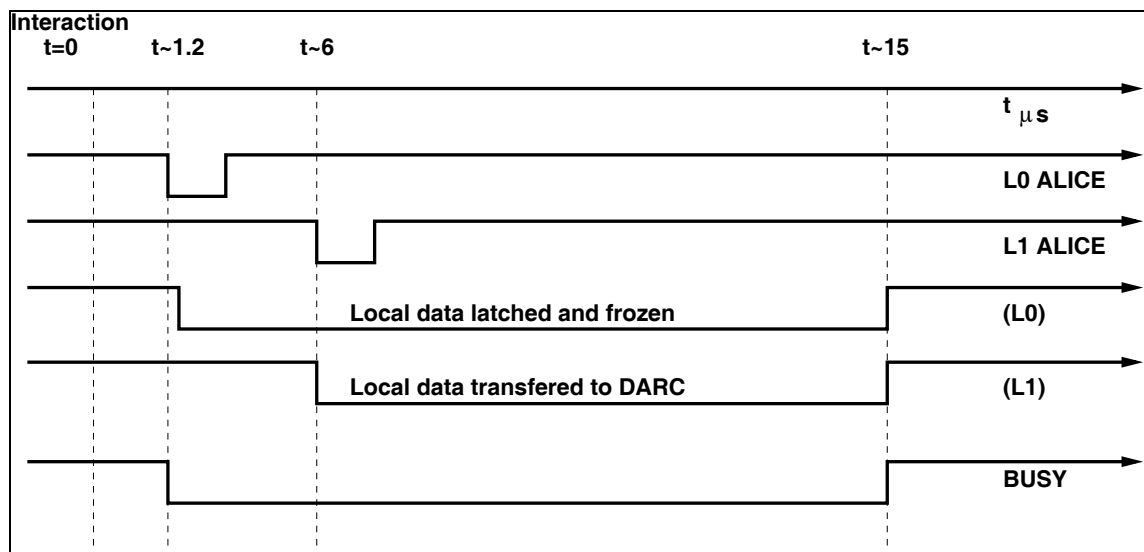 Interaction
t=0 t~1.2 t~6 t~15
t μs
L0 ALICE
L1 ALICE
Local data latched and frozen (L0)
Local data transfered to DARC (L1)
BUSY